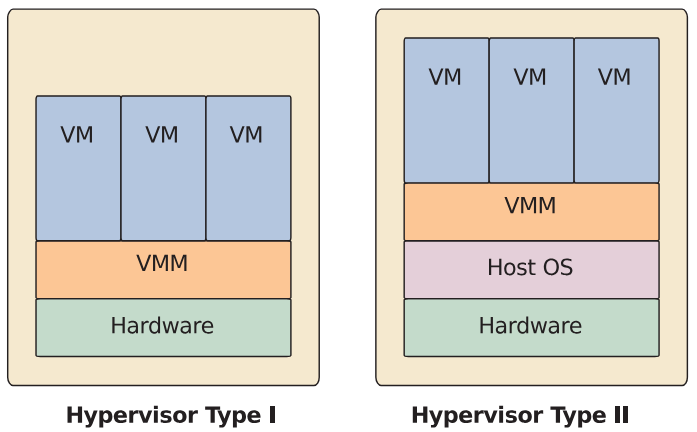 VM VM VM
VMM
Hardware
Hypervisor Type I
VM VM VM
VMM
Host OS
Hardware
Hypervisor Type II